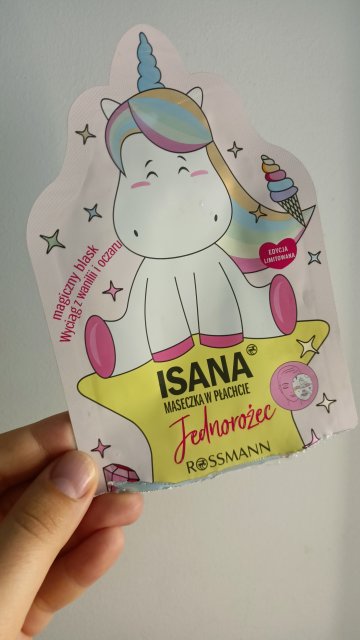 magiczny blask
Wyciąg z wanilii i oczaru
EDYCJA
LIMITOWANA
ISANA
MASECZKA W PŁACHCIE
Jednorożec
ROSSMANN